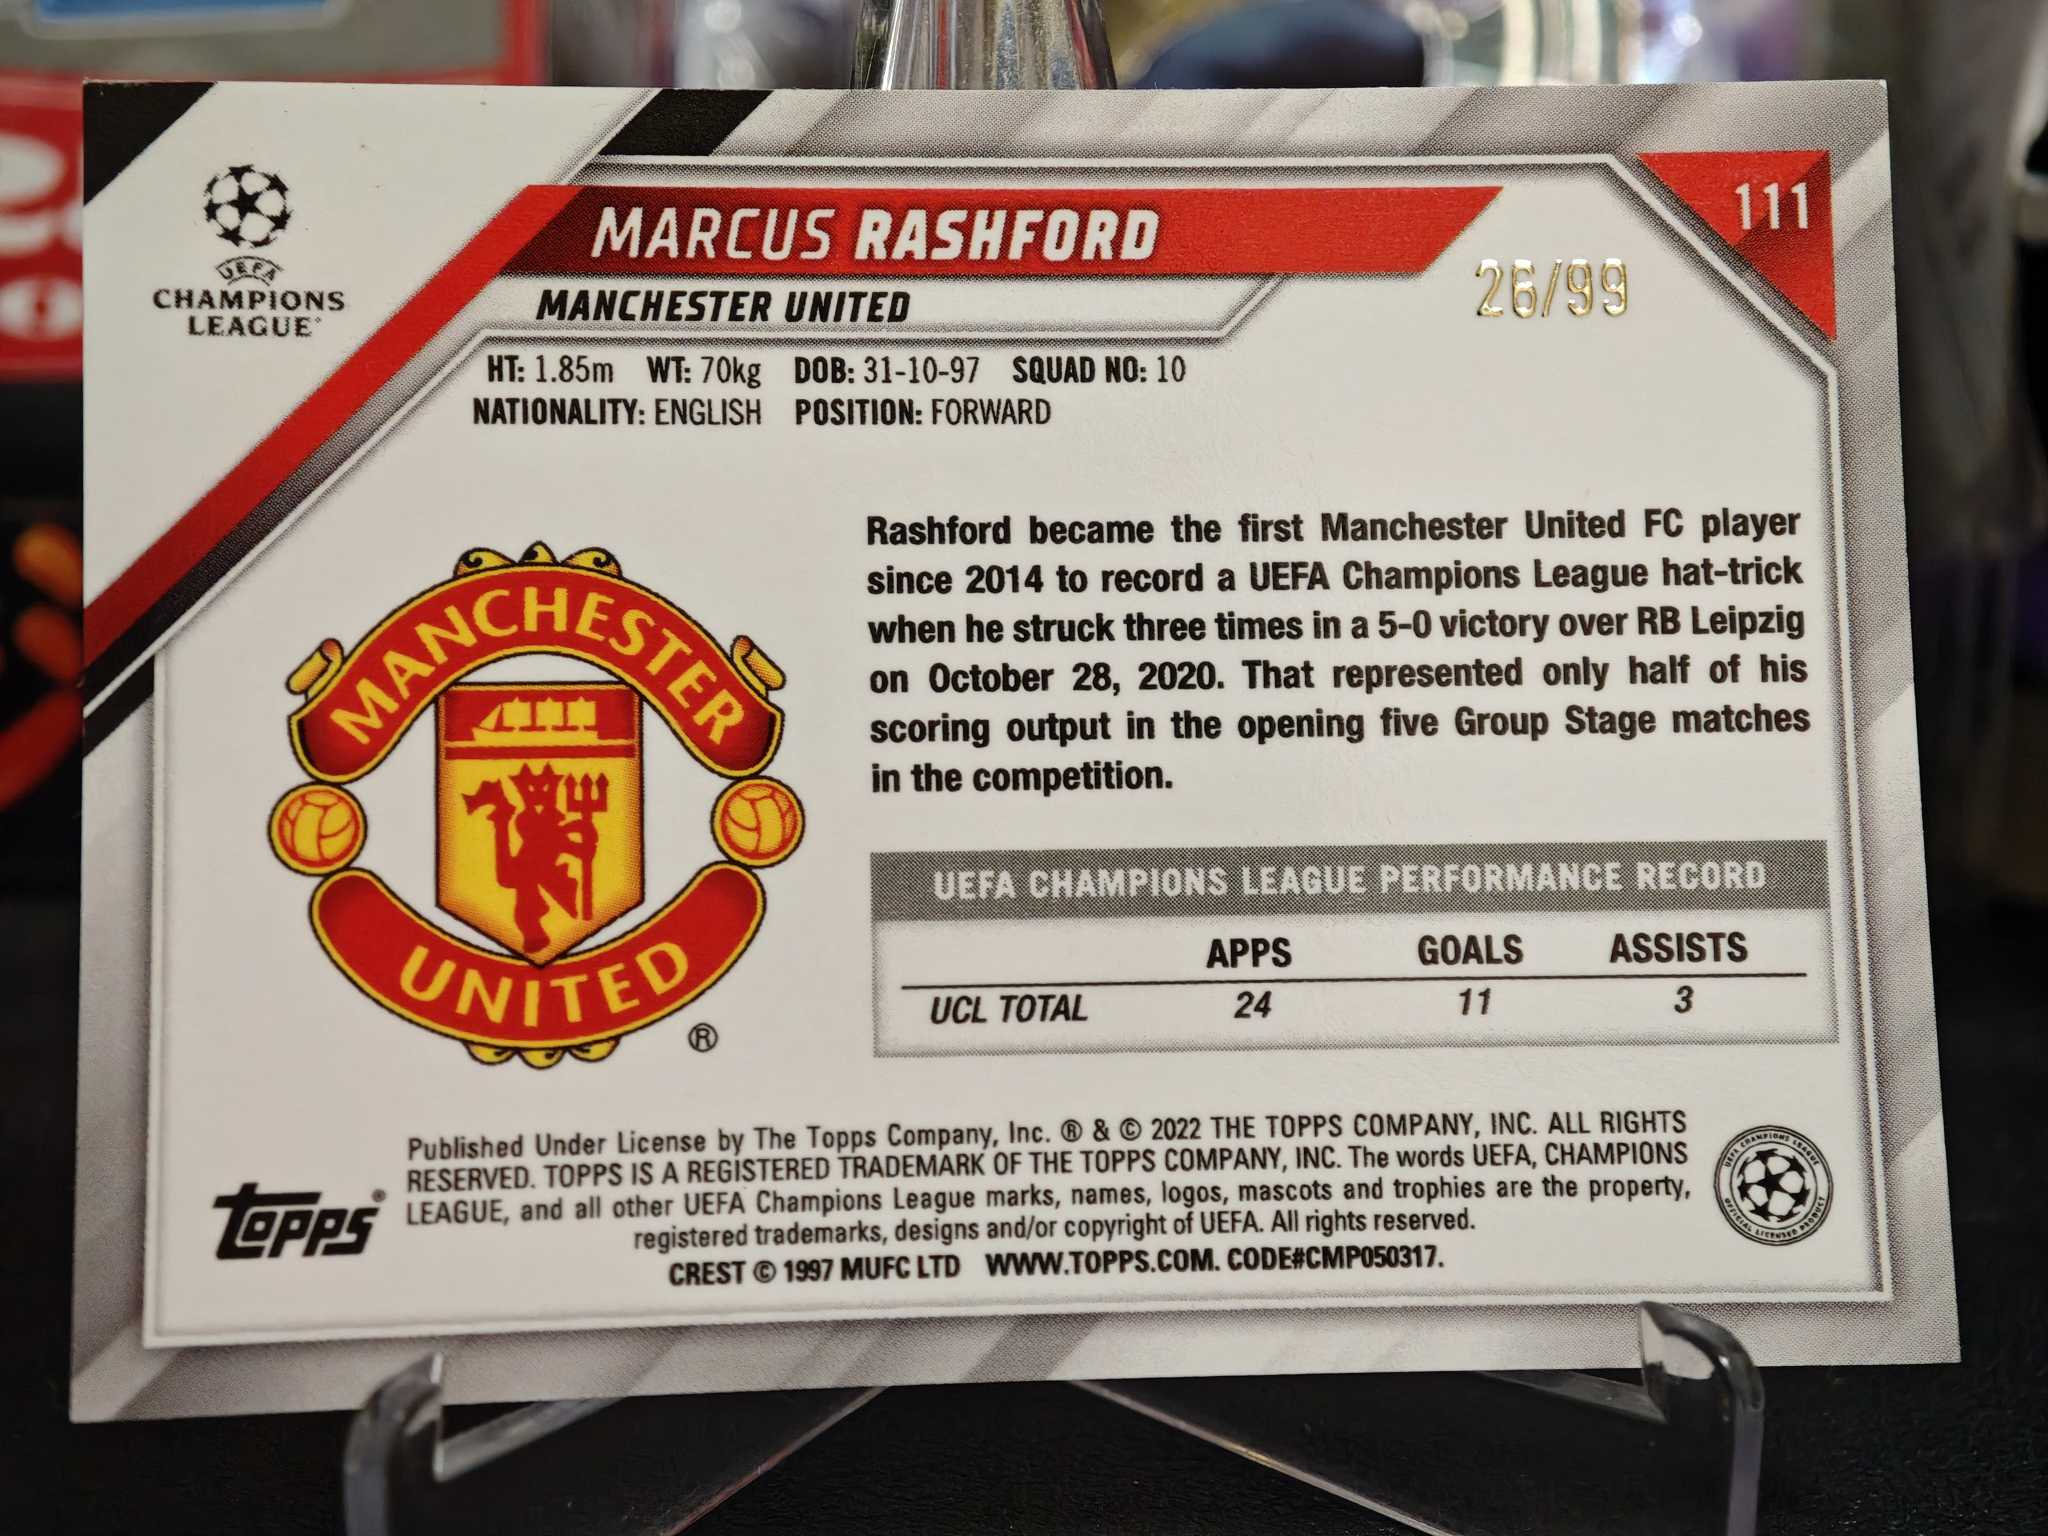 UEFA
CHAMPIONS
LEAGUE
MARCUS RASHFORD
111
26/99
MANCHESTER UNITED
HT: 1.85m WT: 70kg DOB: 31-10-97 SQUAD NO: 10
NATIONALITY: ENGLISH POSITION: FORWARD
MANCHESTER
UNITED
®
Rashford became the first Manchester United FC player
since 2014 to record a UEFA Champions League hat-trick
when he struck three times in a 5-0 victory over RB Leipzig
on October 28, 2020. That represented only half of his
scoring output in the opening five Group Stage matches
in the competition.
UEFA CHAMPIONS LEAGUE PERFORMANCE RECORD
APPS GOALS ASSISTS
UCL TOTAL 24 11 3
Topps®
Published Under License by The Topps Company, Inc. ® & © 2022 THE TOPPS COMPANY, INC. ALL RIGHTS
RESERVED. TOPPS IS A REGISTERED TRADEMARK OF THE TOPPS COMPANY, INC. The words UEFA, CHAMPIONS
LEAGUE, and all other UEFA Champions League marks, names, logos, mascots and trophies are the property,
registered trademarks, designs and/or copyright of UEFA. All rights reserved.
CREST © 1997 MUFC LTD WWW.TOPPS.COM. CODE#CMP050317.
UEFA CHAMPIONS LEAGUE
OFFICIAL LICENSED PRODUCT